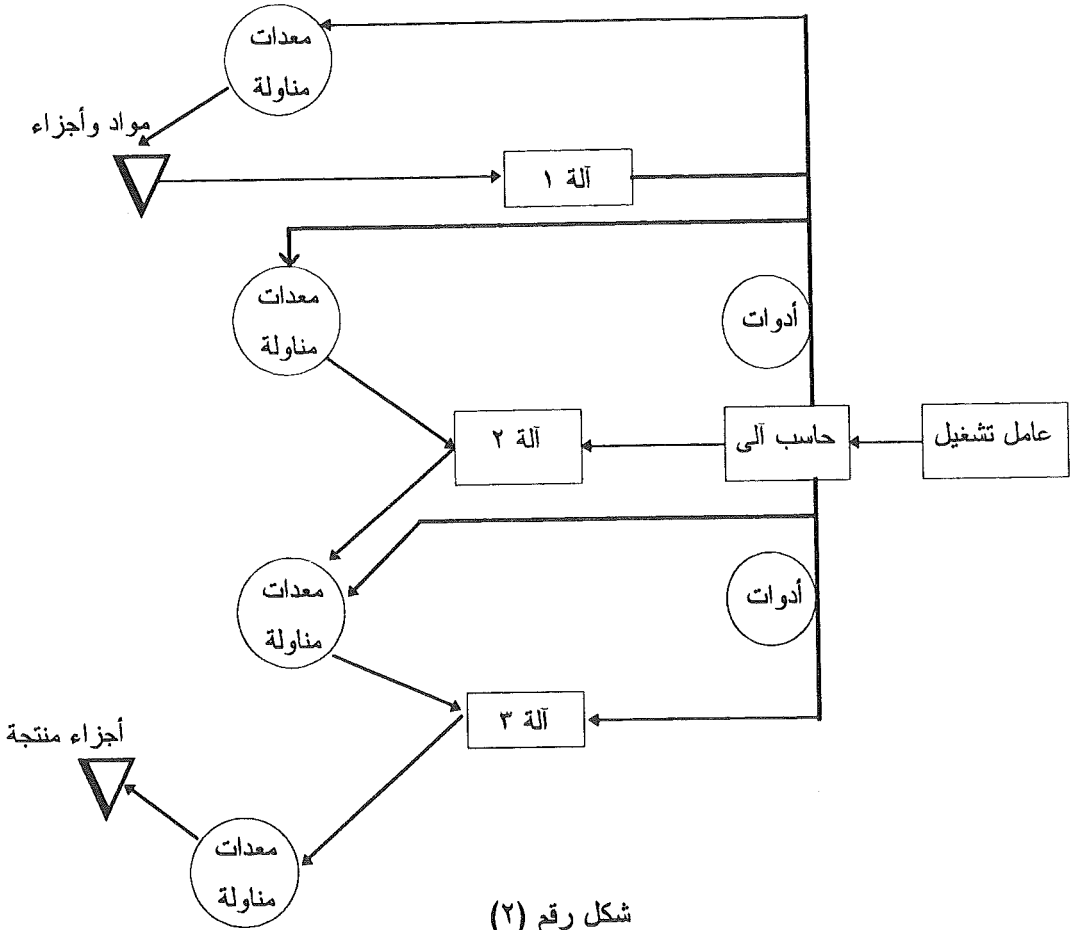 معدات
مناولة
مواد وأجزاء
آلة ١
معدات
مناولة
أدوات
عامل تشغيل
حاسب آلى
آلة ٢
معدات
مناولة
أدوات
آلة ٣
أجزاء منتجة
معدات
مناولة
شكل رقم (٢)